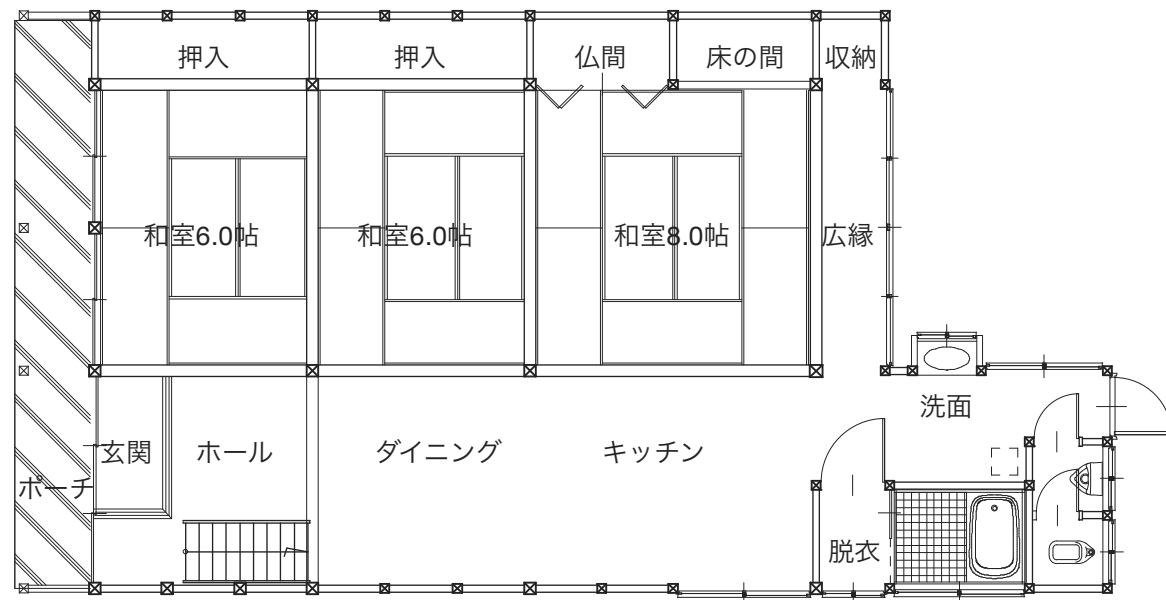 押入
押入
仏間
床の間
収納
和室6.0帖
和室6.0帖
和室8.0帖
広縁
洗面
玄関
ホール
ダイニング
キッチン
ポーチ
脱衣